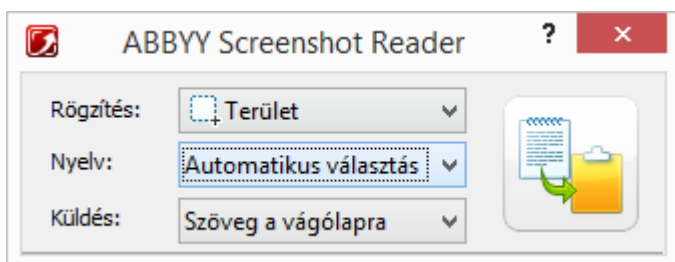 ABBYY Screenshot Reader ?
Rögzítés: Terület
Nyelv: Automatikus választás
Küldés: Szöveg a vágólapra